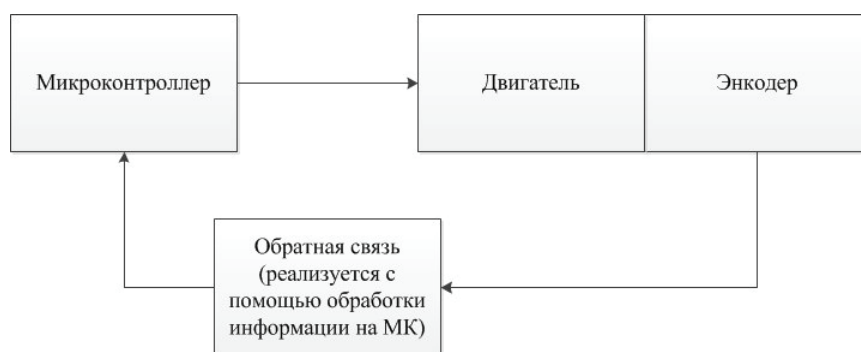 Микроконтроллер
Двигатель
Энкодер
Обратная связь
(реализуется с
помощью обработки
информации на МК)